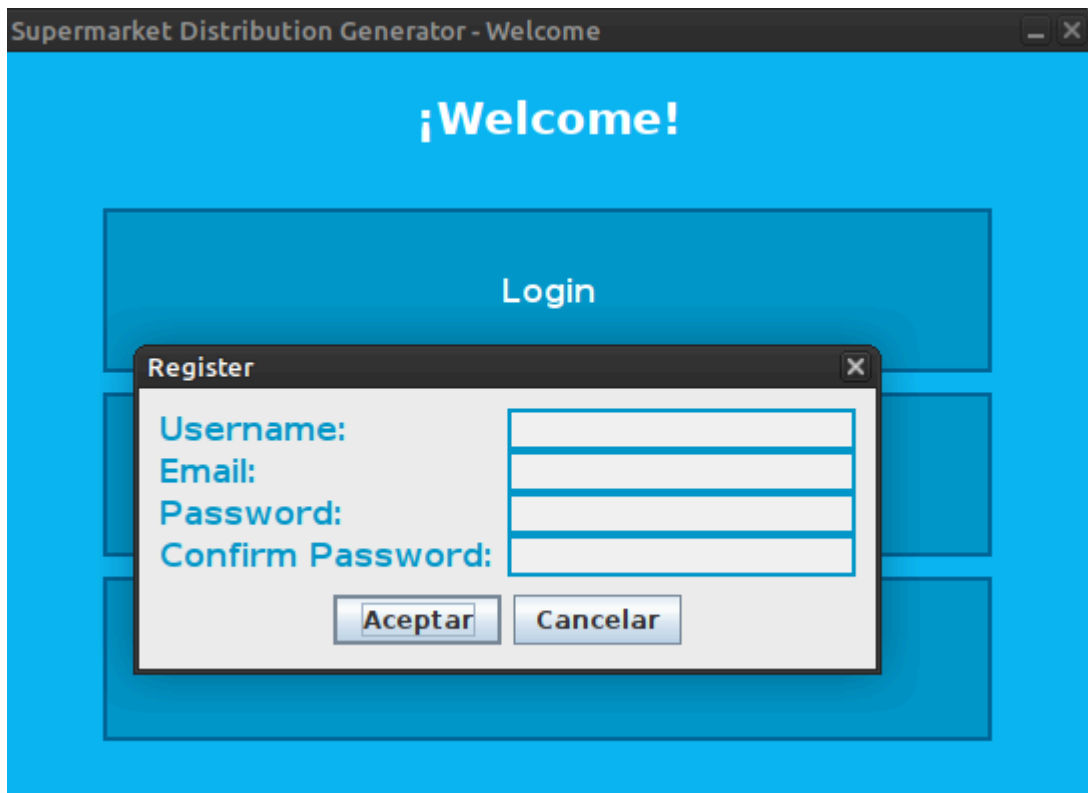 Supermarket Distribution Generator - Welcome
¡Welcome!
Login
Register
Username:
Email:
Password:
Confirm Password:
Aceptar Cancelar